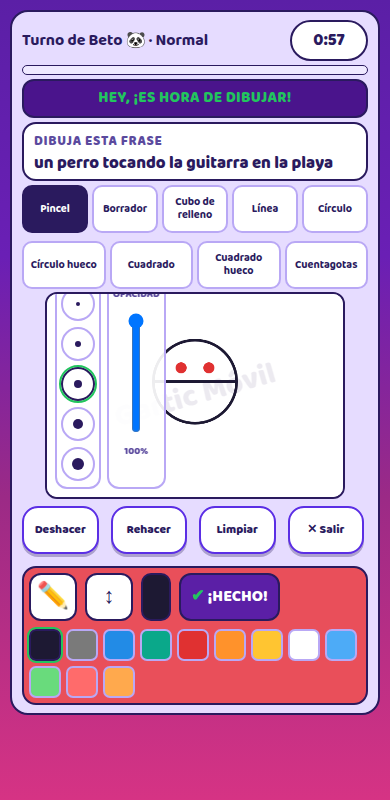 Turno de Beto 🐼 · Normal
0:57
HEY, ¡ES HORA DE DIBUJAR!
DIBUJA ESTA FRASE
un perro tocando la guitarra en la playa
Pincel
Borrador
Cubo de
relleno
Línea
Círculo
Círculo hueco
Cuadrado
Cuadrado
hueco
Cuentagotas
OPACIDAD
100%
tic Móvil
Deshacer
Rehacer
Limpiar
✕ Salir
✔ ¡HECHO!